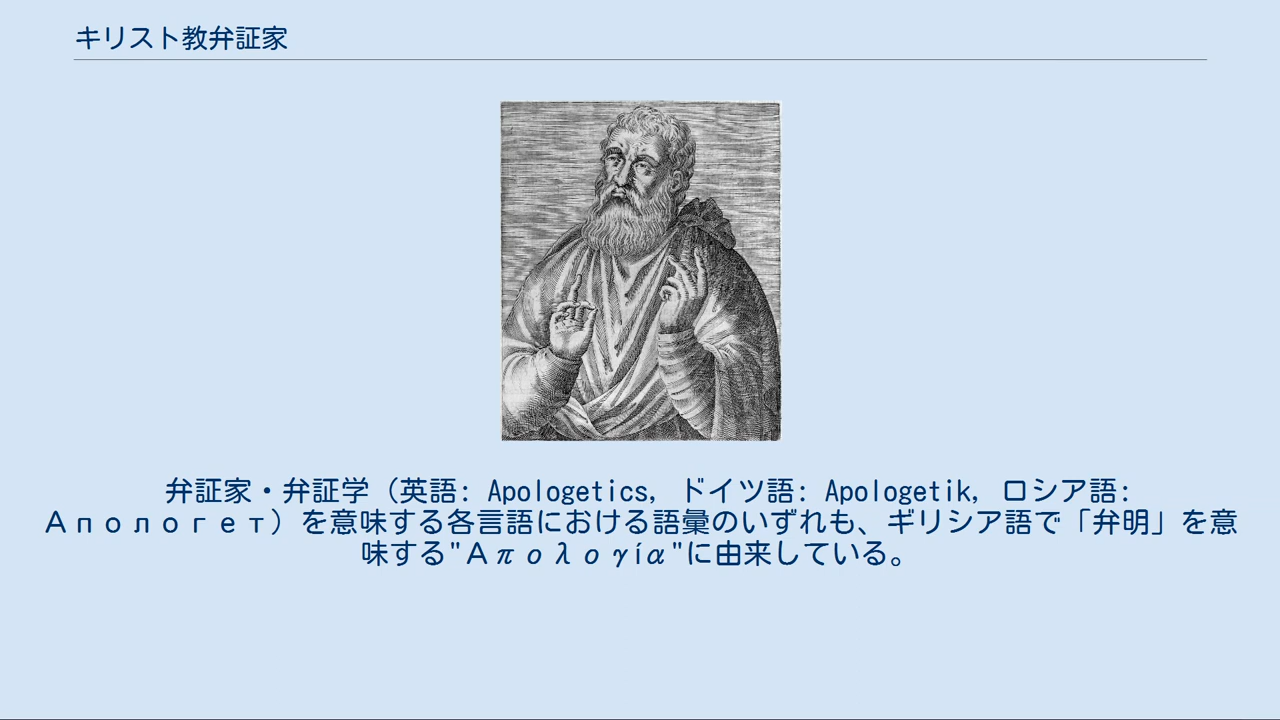 キリスト教弁証家
弁証家・弁証学（英語: Apologetics, ドイツ語: Apologetik, ロシア語:
Апологет）を意味する各言語における語彙のいずれも、ギリシア語で「弁明」を意
味する"Απολογία"に由来している。